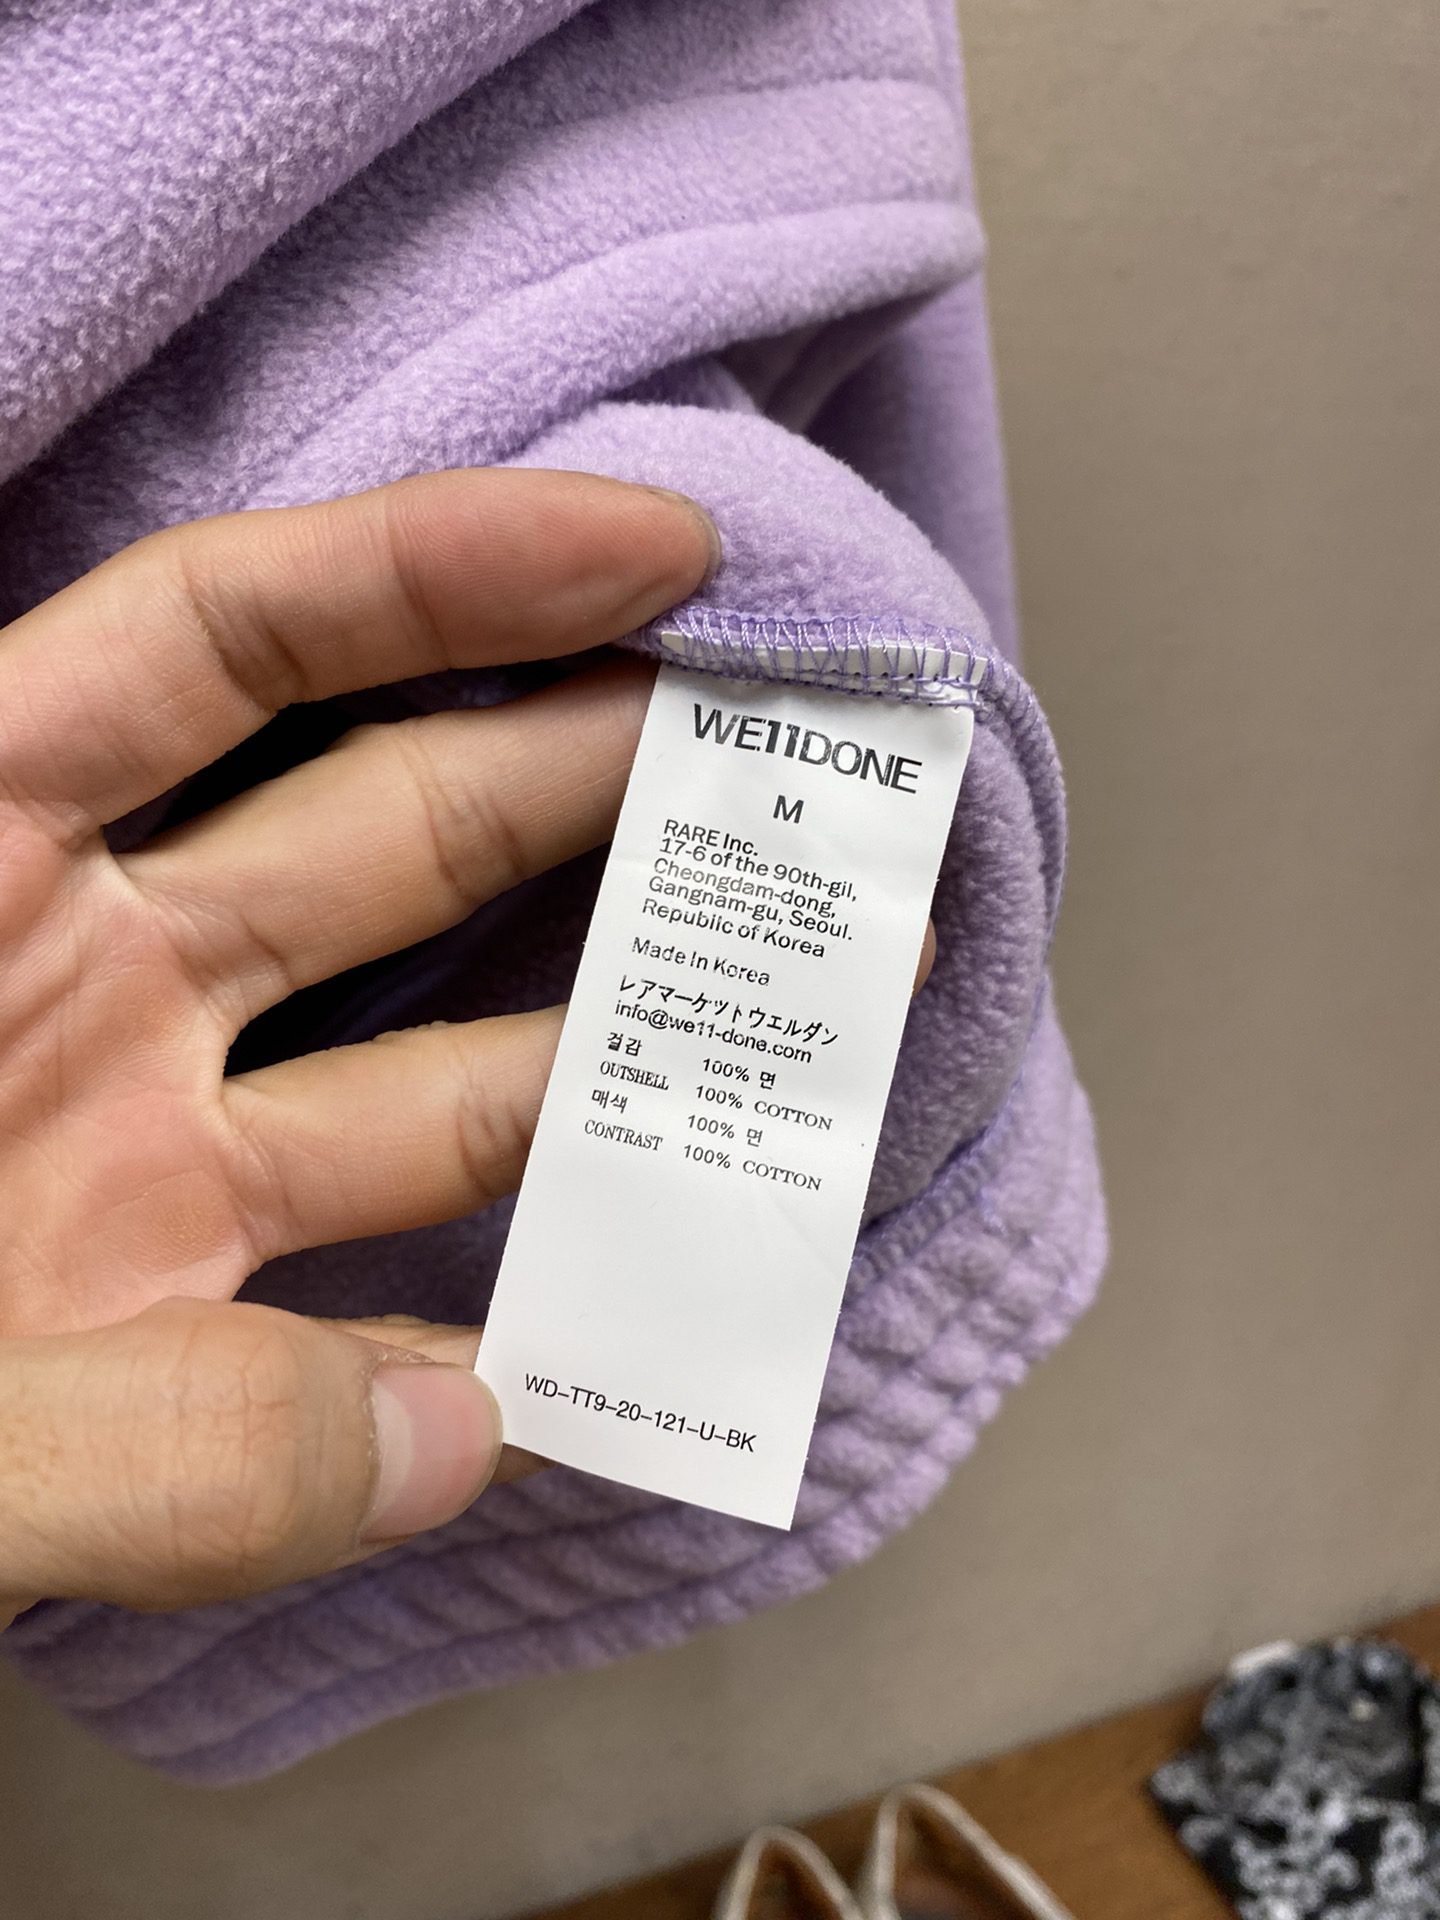 WE11DONE
M
RARE Inc.
17-6 of the 90th-gil,
Cheongdam-dong,
Gangnam-gu, Seoul.
Republic of Korea
Made In Korea
レアマーケットウエルダン
info@we11-done.com
겉감 100% 면
OUTSHELL 100% COTTON
배색 100% 면
CONTRAST 100% COTTON
WD-TT9-20-121-U-BK